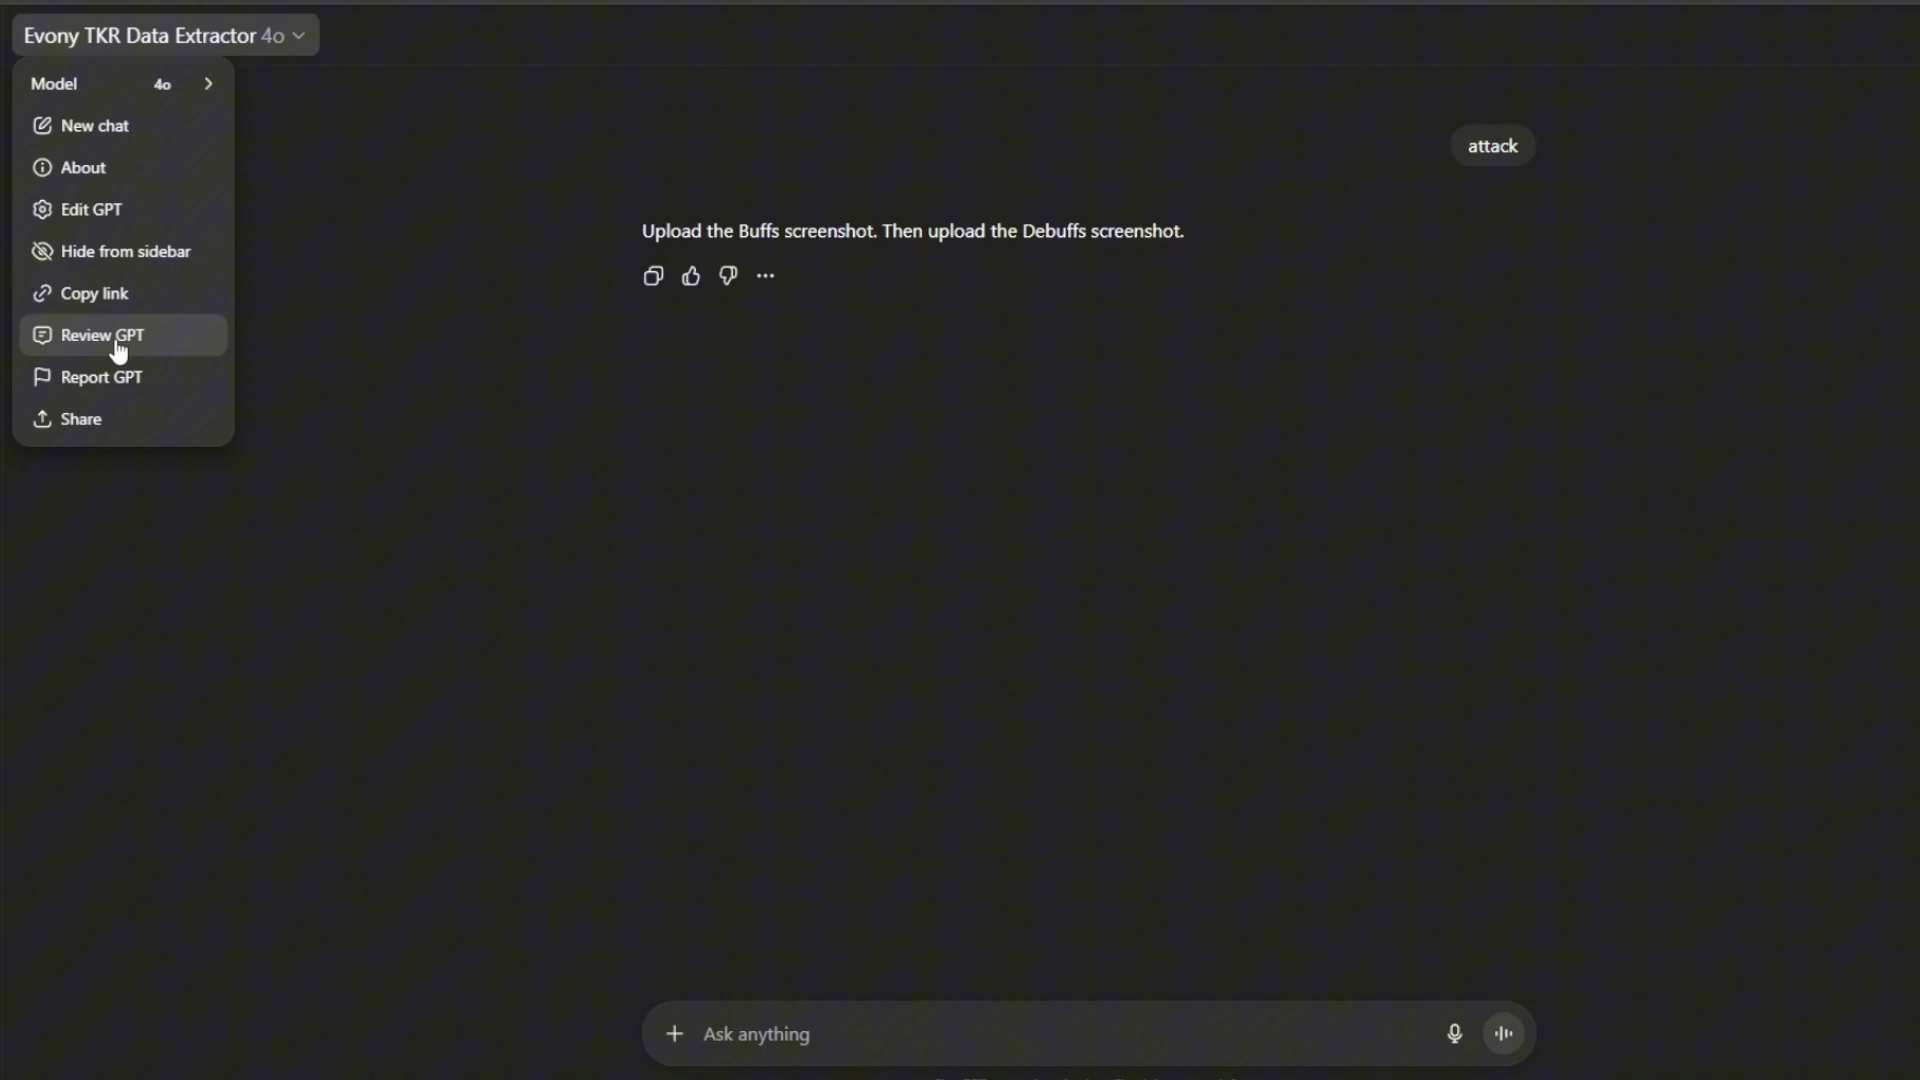 Evony TKR Data Extractor 4o
Model 4o
New chat
About
Edit GPT
Hide from sidebar
Copy link
Review GPT
Report GPT
Share
attack
Upload the Buffs screenshot. Then upload the Debuffs screenshot.
Ask anything